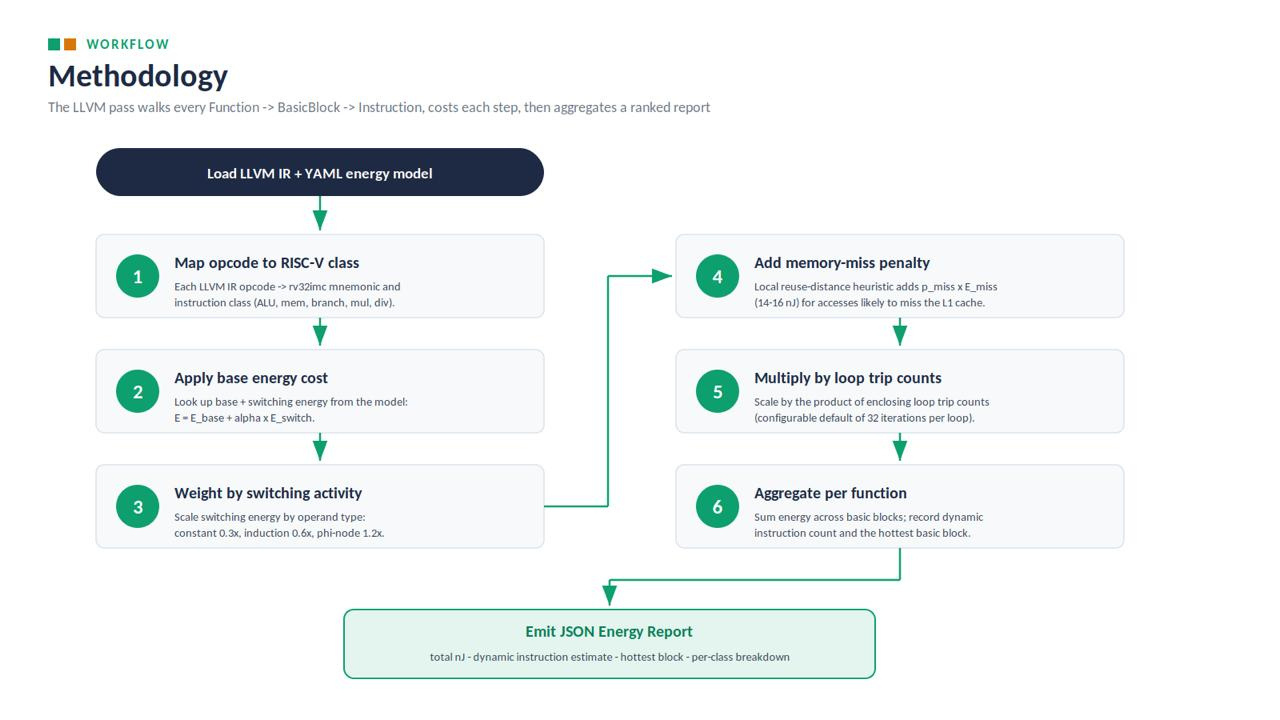 WORKFLOW
Methodology
The LLVM pass walks every Function -> BasicBlock -> Instruction, costs each step, then aggregates a ranked report
Load LLVM IR + YAML energy model
1
Map opcode to RISC-V class
Each LLVM IR opcode -> rv32imc mnemonic and
instruction class (ALU, mem, branch, mul, div).
2
Apply base energy cost
Look up base + switching energy from the model:
E = E_base + alpha x E_switch.
3
Weight by switching activity
Scale switching energy by operand type:
constant 0.3x, induction 0.6x, phi-node 1.2x.
4
Add memory-miss penalty
Local reuse-distance heuristic adds p_miss x E_miss
(14-16 nJ) for accesses likely to miss the L1 cache.
5
Multiply by loop trip counts
Scale by the product of enclosing loop trip counts
(configurable default of 32 iterations per loop).
6
Aggregate per function
Sum energy across basic blocks; record dynamic
instruction count and the hottest basic block.
Emit JSON Energy Report
total nJ - dynamic instruction estimate - hottest block - per-class breakdown